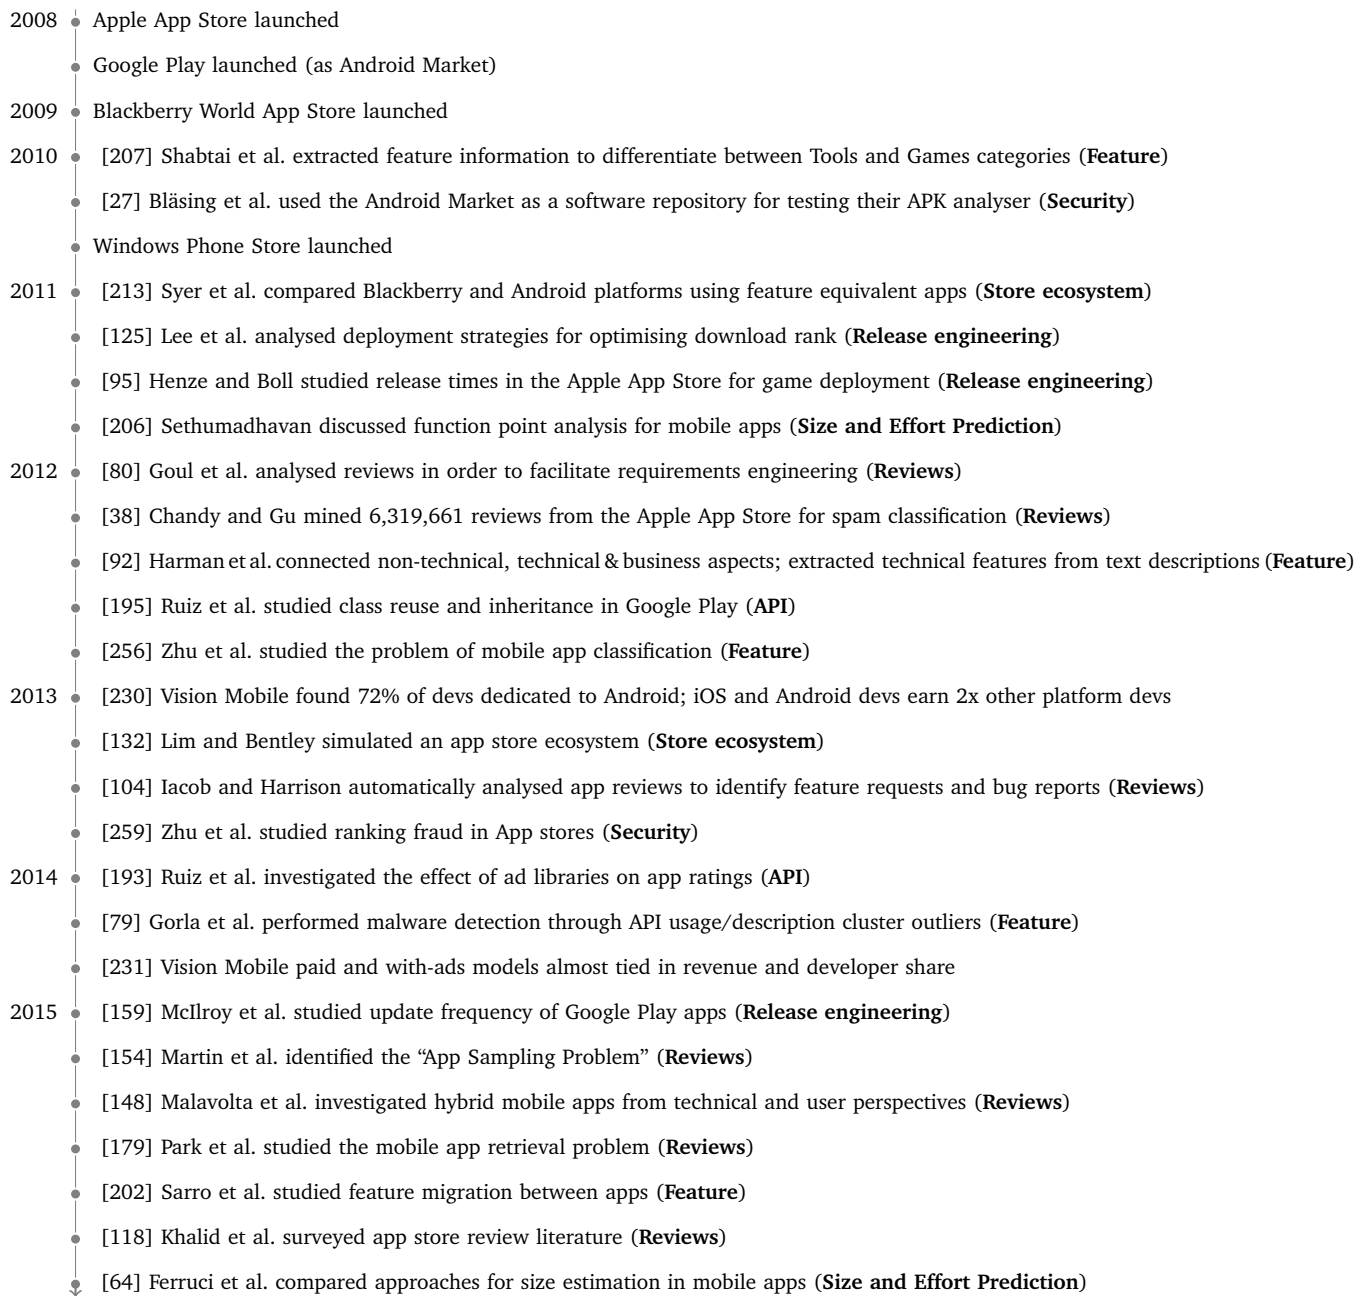 2008 Apple App Store launched
Google Play launched (as Android Market)
2009 Blackberry World App Store launched
2010 [207] Shabtai et al. extracted feature information to differentiate between Tools and Games categories (Feature)
[27] Bläsing et al. used the Android Market as a software repository for testing their APK analyser (Security)
Windows Phone Store launched
2011 [213] Syer et al. compared Blackberry and Android platforms using feature equivalent apps (Store ecosystem)
[125] Lee et al. analysed deployment strategies for optimising download rank (Release engineering)
[95] Henze and Boll studied release times in the Apple App Store for game deployment (Release engineering)
[206] Sethumadhavan discussed function point analysis for mobile apps (Size and Effort Prediction)
2012 [80] Goul et al. analysed reviews in order to facilitate requirements engineering (Reviews)
[38] Chandy and Gu mined 6,319,661 reviews from the Apple App Store for spam classification (Reviews)
[92] Harman et al. connected non-technical, technical & business aspects; extracted technical features from text descriptions (Feature)
[195] Ruiz et al. studied class reuse and inheritance in Google Play (API)
[256] Zhu et al. studied the problem of mobile app classification (Feature)
2013 [230] Vision Mobile found 72% of devs dedicated to Android; iOS and Android devs earn 2x other platform devs
[132] Lim and Bentley simulated an app store ecosystem (Store ecosystem)
[104] Iacob and Harrison automatically analysed app reviews to identify feature requests and bug reports (Reviews)
[259] Zhu et al. studied ranking fraud in App stores (Security)
2014 [193] Ruiz et al. investigated the effect of ad libraries on app ratings (API)
[79] Gorla et al. performed malware detection through API usage/description cluster outliers (Feature)
[231] Vision Mobile paid and with-ads models almost tied in revenue and developer share
2015 [159] McIlroy et al. studied update frequency of Google Play apps (Release engineering)
[154] Martin et al. identified the “App Sampling Problem” (Reviews)
[148] Malavolta et al. investigated hybrid mobile apps from technical and user perspectives (Reviews)
[179] Park et al. studied the mobile app retrieval problem (Reviews)
[202] Sarro et al. studied feature migration between apps (Feature)
[118] Khalid et al. surveyed app store review literature (Reviews)
[64] Ferruci et al. compared approaches for size estimation in mobile apps (Size and Effort Prediction)